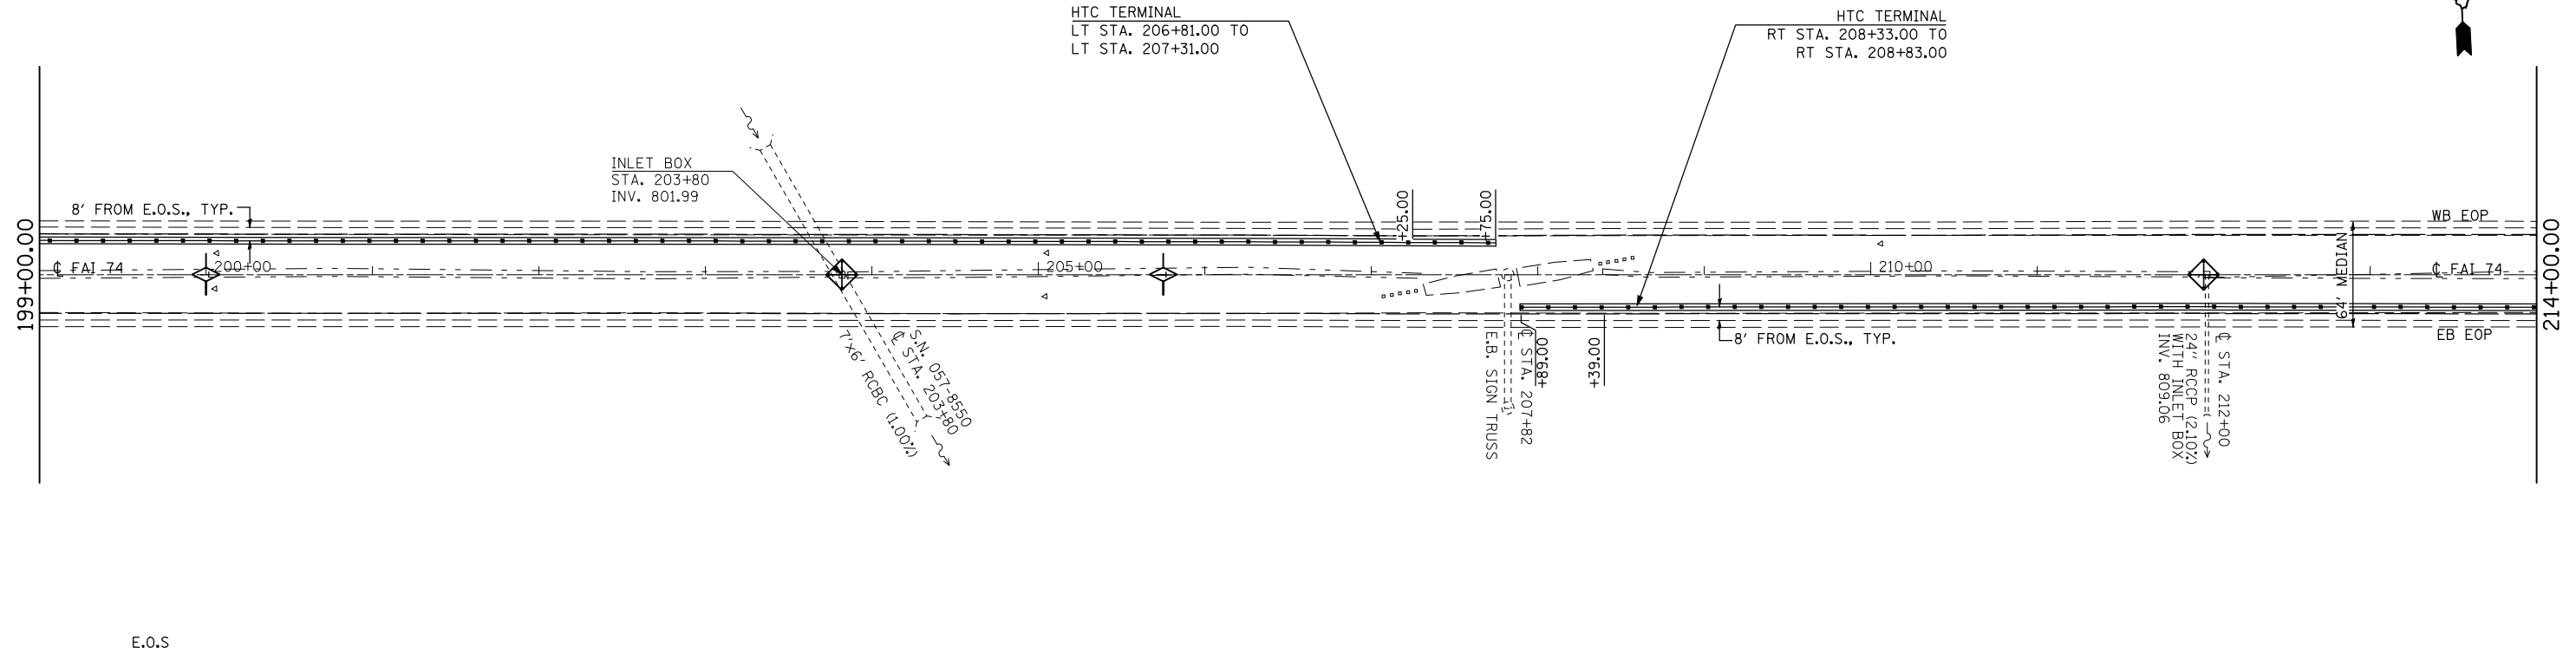 HTC TERMINAL
LT STA. 206+81.00 TO
LT STA. 207+31.00
HTC TERMINAL
RT STA. 208+33.00 TO
RT STA. 208+83.00
INLET BOX
STA. 203+80
INV. 801.99
8' FROM E.O.S., TYP.
199+00.00
℄ FAI 74
200+00
205+00
+25.00
+75.00
210+00
WB EOP
64' MEDIAN
℄ FAI 74
214+00.00
EB EOP
8' FROM E.O.S., TYP.
S.N. 057-8550
℄ STA. 203+80
7'x6' RCBC (1.00%)
E.B. SIGN TRUSS
℄ STA. 207+82
+89.00
+39.00
℄ STA. 212+00
24" RCCP (2.10%)
WITH INLET BOX
INV. 809.06
E.O.S